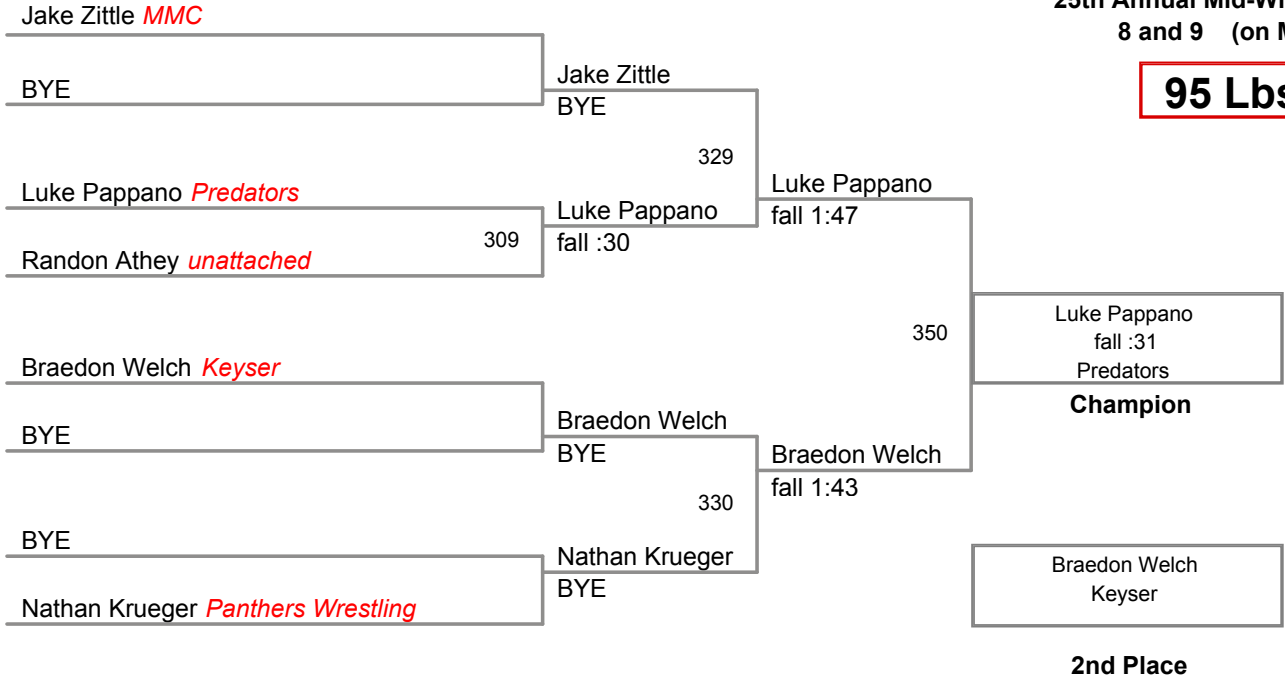 25th Annual
8 and 9 (on
95
Jake Zittle MMC
BYE
Jake Zittle
BYE
329
Luke Pappano Predators
Luke Pappano
fall 1:47
Luke Pappano
fall :30
309
Randon Athey unattached
Luke Pappano
fall :31
Predators
Champion
350
Braedon Welch Keyser
BYE
Braedon Welch
BYE
Braedon Welch
fall 1:43
330
BYE
Nathan Krueger
BYE
Nathan Krueger Panthers Wrestling
Braedon Welch
Keyser
2nd Place